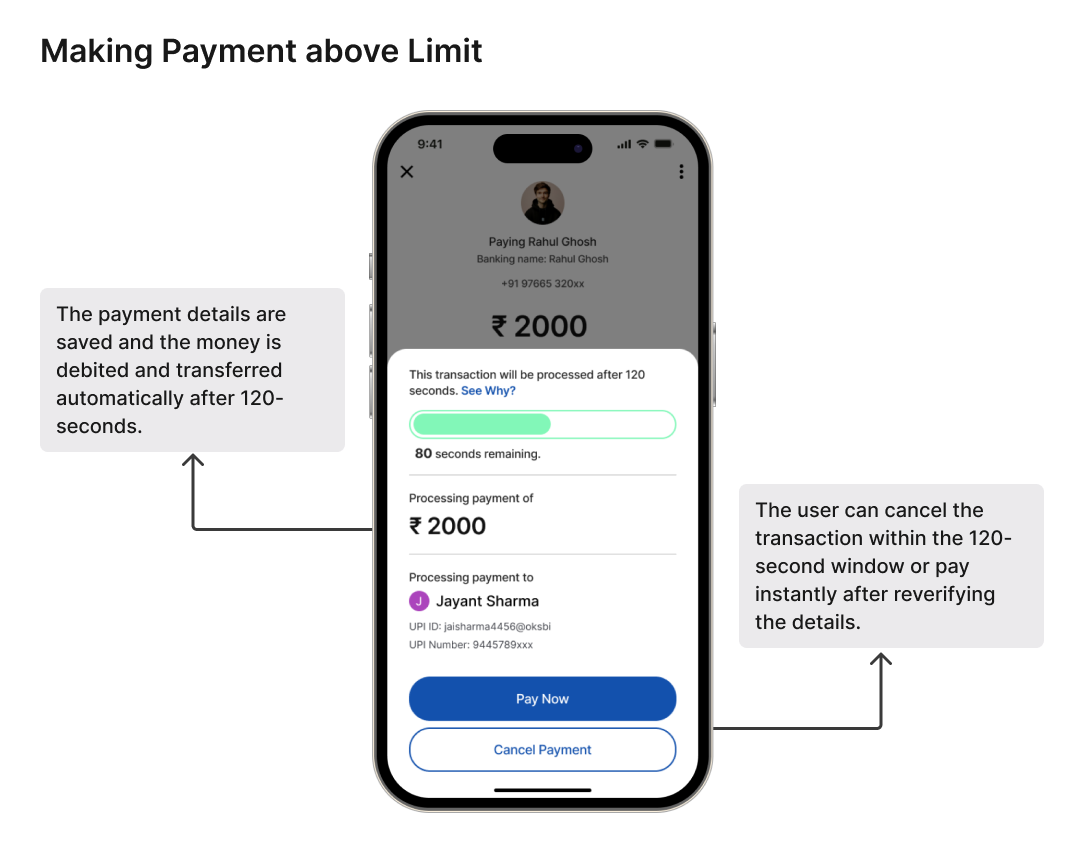 Making Payment above Limit
9:41
Paying Rahul Ghosh
Banking name: Rahul Ghosh
+91 97665 320xx
₹ 2000
The payment details are
saved and the money is
debited and transferred
automatically after 120-
seconds.
This transaction will be processed after 120
seconds. See Why?
80 seconds remaining.
Processing payment of
₹ 2000
Processing payment to
J Jayant Sharma
UPI ID: jaisharma4456@oksbi
UPI Number: 9445789xxx
Pay Now
Cancel Payment
The user can cancel the
transaction within the 120-
second window or pay
instantly after reverifying
the details.